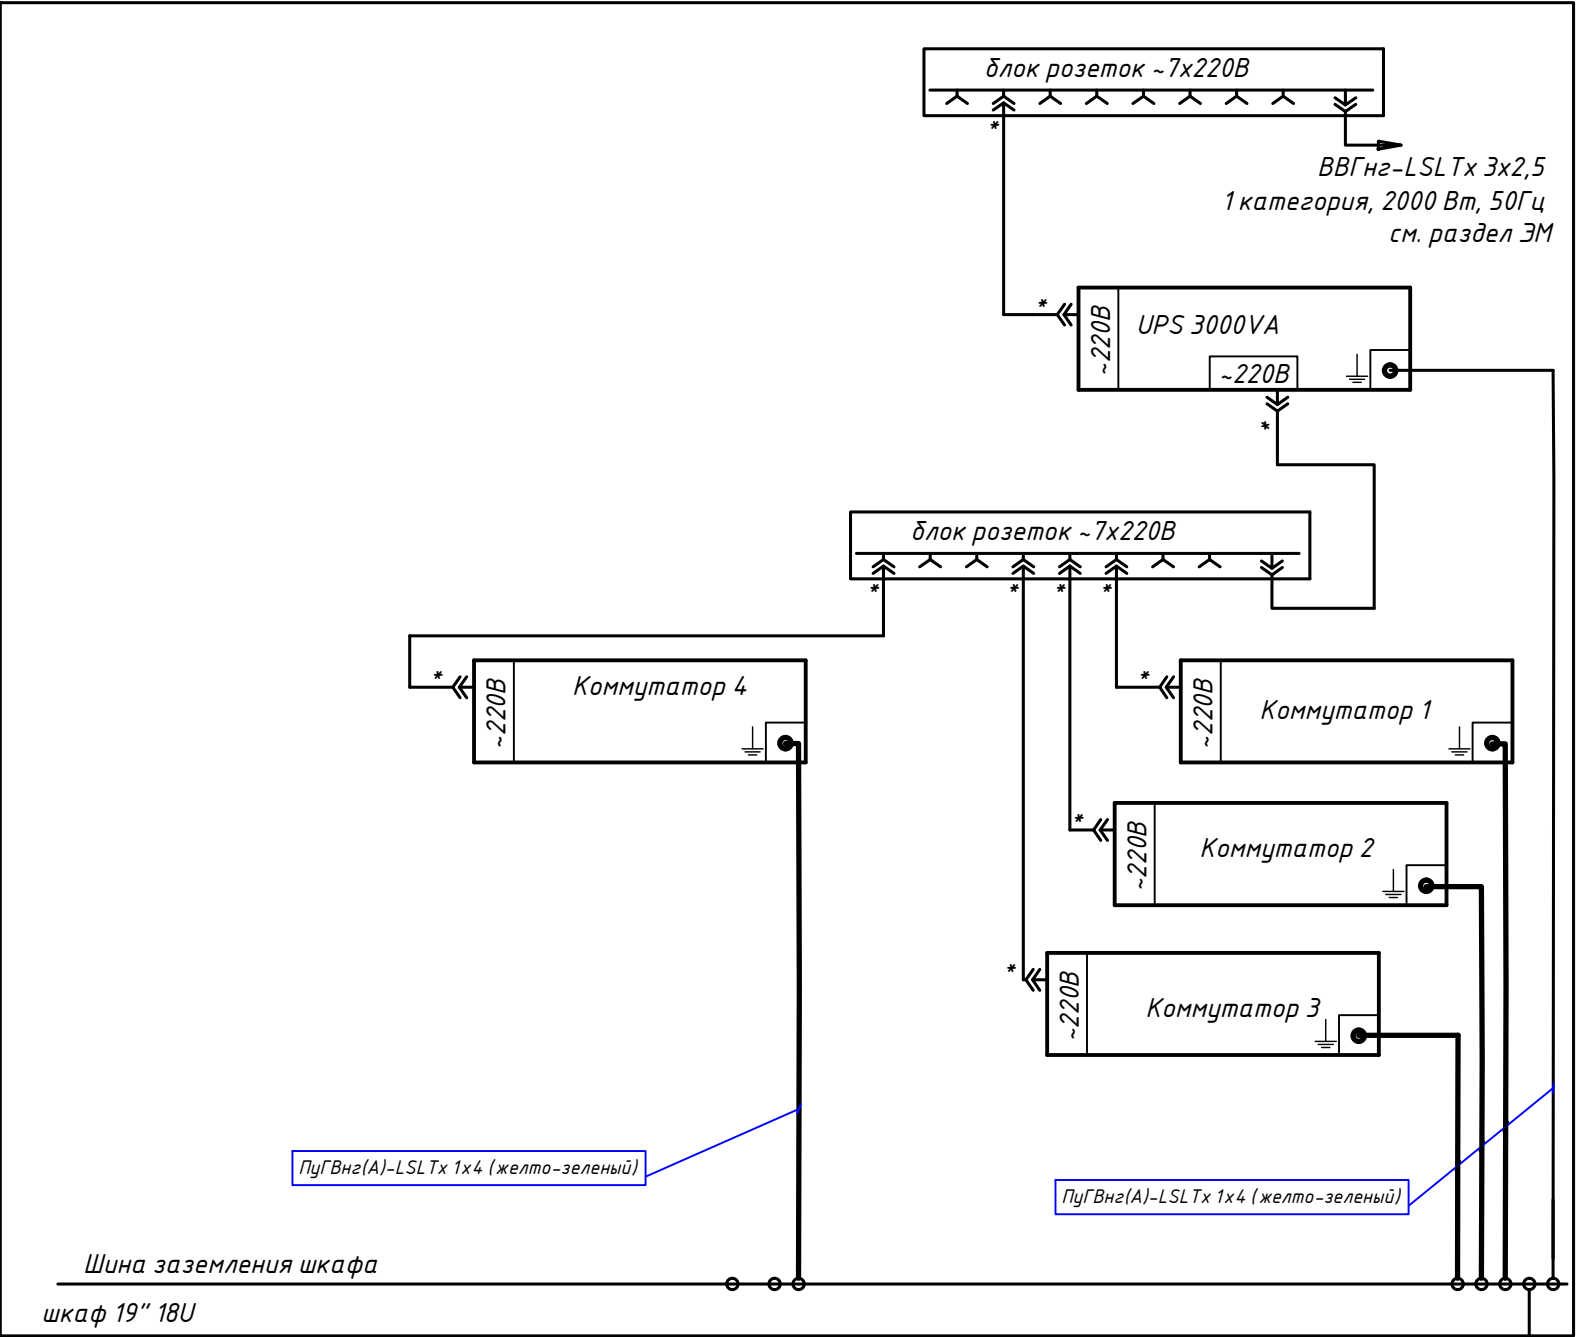 блок розеток ~7х220В
*
ВВГнг-LSLTx 3х2,5
1 категория, 2000 Вт, 50Гц
см. раздел ЭМ
*
~220В
UPS 3000VA
~220В
*
блок розеток ~7х220В
* * * *
*
~220В
Коммутатор 4
*
~220В
Коммутатор 1
*
~220В
Коммутатор 2
*
~220В
Коммутатор 3
ПуГВнг(А)-LSLTx 1х4 (желто-зеленый)
ПуГВнг(А)-LSLTx 1х4 (желто-зеленый)
Шина заземления шкафа
шкаф 19" 18U